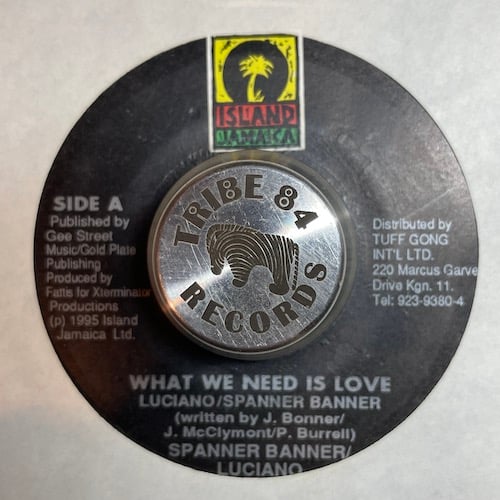 ISLAND
JAMAICA
SIDE A
Published by
Gee Street
Music/Gold Plate
Publishing
Produced by
Fattis for Xterminator
Productions
(p) 1995 Island
Jamaica Ltd.
TRIBE 84
RECORDS
Distributed by
TUFF GONG
INT'L LTD.
220 Marcus Garve
Drive Kgn. 11.
Tel: 923-9380-4
WHAT WE NEED IS LOVE
LUCIANO/SPANNER BANNER
(written by J. Bonner/
J. McClymont/P. Burrell)
SPANNER BANNER/
LUCIANO